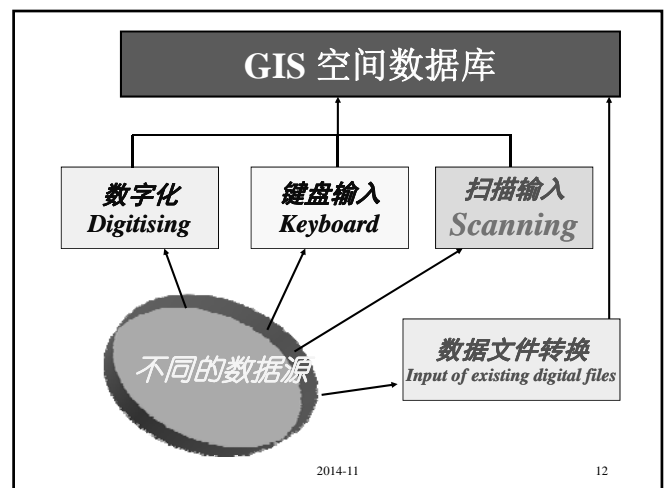 GIS 空间数据库
数字化
Digitising
键盘输入
Keyboard
扫描输入
Scanning
不同的数据源
数据文件转换
Input of existing digital files
2014-11
12